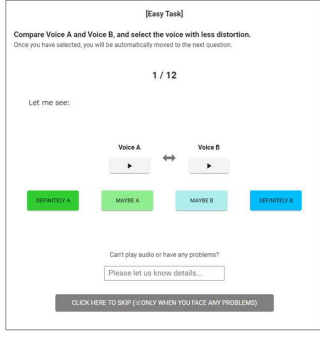 [Easy Task]
Compare Voice A and Voice B, and select the voice with less distortion.
Once you have selected, you will be automatically moved to the next question.
1 / 12
Let me see:
Voice A
Voice B
DEFINITELY A
MAYBE A
MAYBE B
DEFINITELY B
Can't play audio or have any problems?
Please let us know details...
CLICK HERE TO SKIP (※ONLY WHEN YOU FACE ANY PROBLEMS)